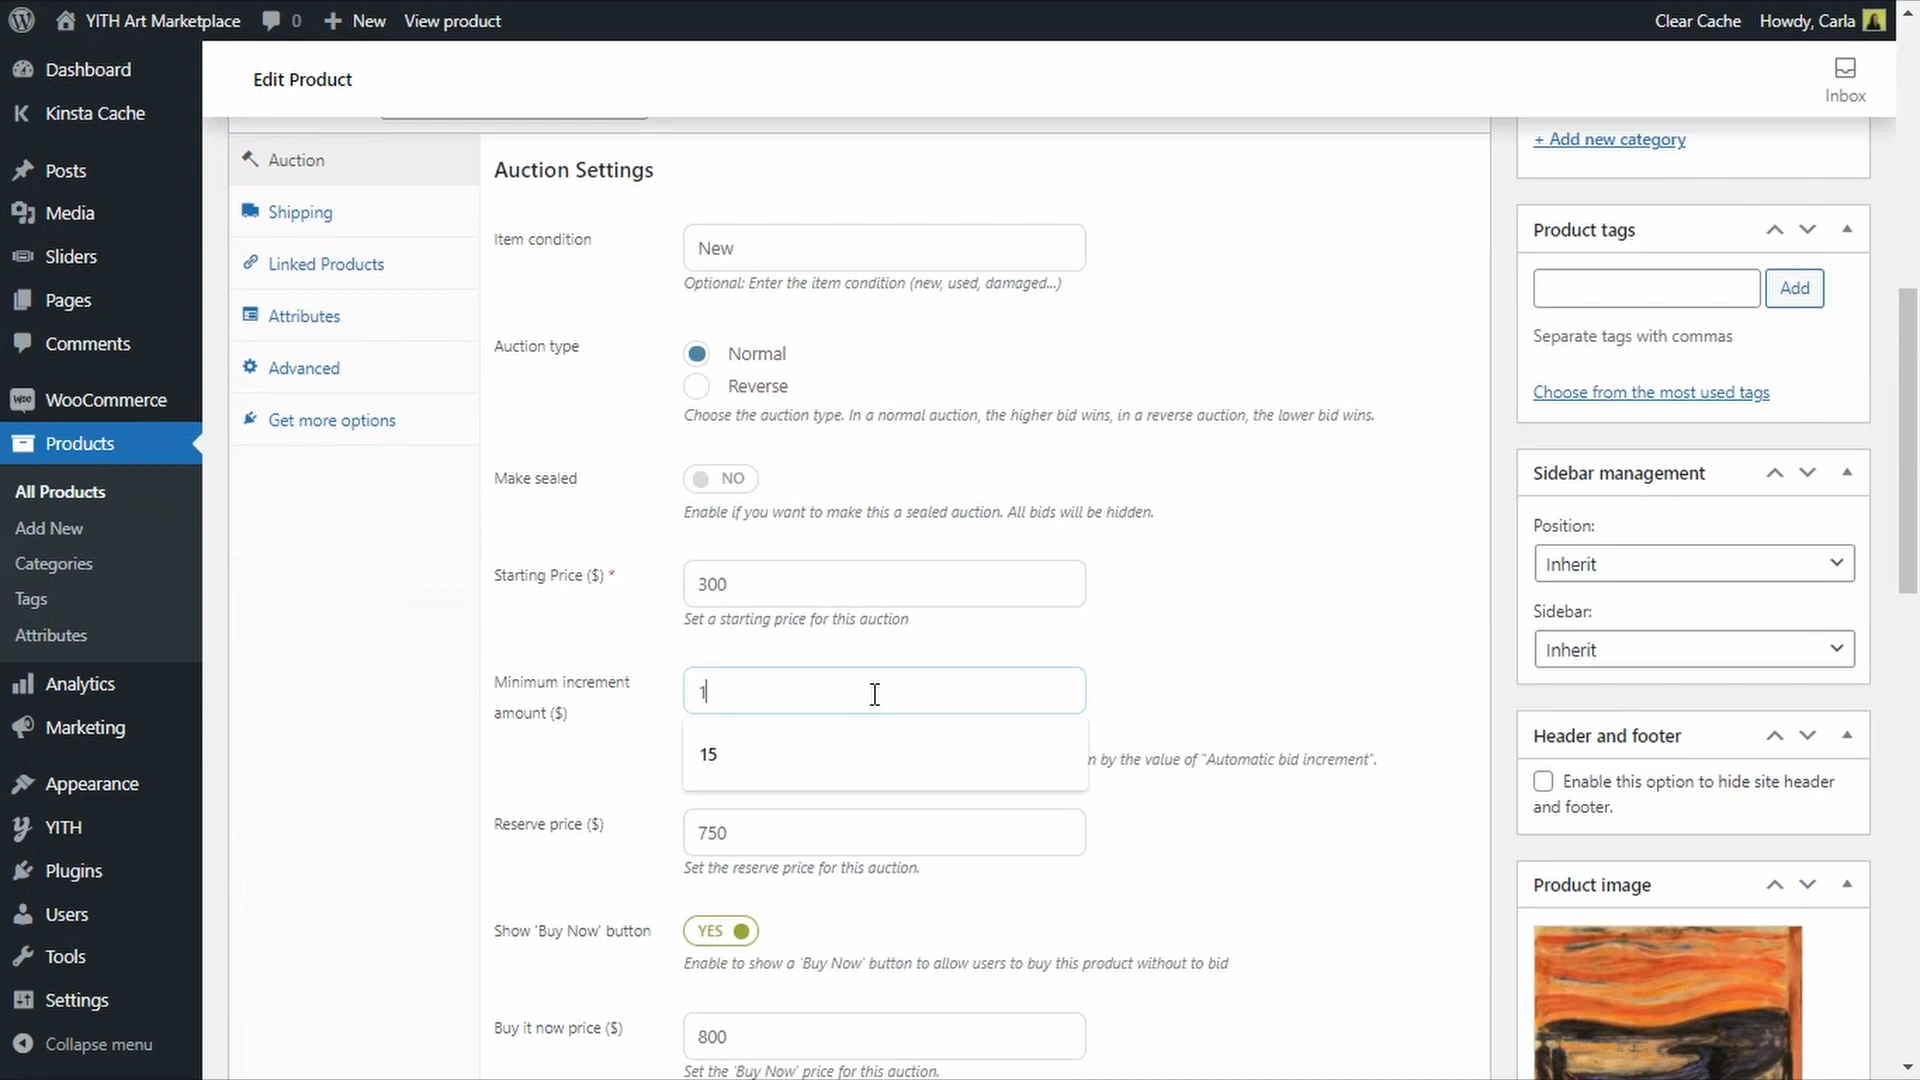 YITH Art Marketplace
0
New
View product
Clear Cache
Howdy, Carla
Dashboard
Kinsta Cache
Posts
Media
Sliders
Pages
Comments
WooCommerce
Products
All Products
Add New
Categories
Tags
Attributes
Analytics
Marketing
Appearance
YITH
Plugins
Users
Tools
Settings
Collapse menu
Edit Product
Inbox
Auction
Shipping
Linked Products
Attributes
Advanced
Get more options
Auction Settings
Item condition
New
Optional: Enter the item condition (new, used, damaged...)
Auction type
Normal
Reverse
Choose the auction type. In a normal auction, the higher bid wins, in a reverse auction, the lower bid wins.
Make sealed
NO
Enable if you want to make this a sealed auction. All bids will be hidden.
Starting Price ($) *
300
Set a starting price for this auction
Minimum increment
amount ($)
1
15
n by the value of "Automatic bid increment".
Reserve price ($)
750
Set the reserve price for this auction.
Show 'Buy Now' button
YES
Enable to show a 'Buy Now' button to allow users to buy this product without to bid
Buy it now price ($)
800
Set the 'Buy Now' price for this auction.
+ Add new category
Product tags
Add
Separate tags with commas
Choose from the most used tags
Sidebar management
Position:
Inherit
Sidebar:
Inherit
Header and footer
Enable this option to hide site header
and footer.
Product image